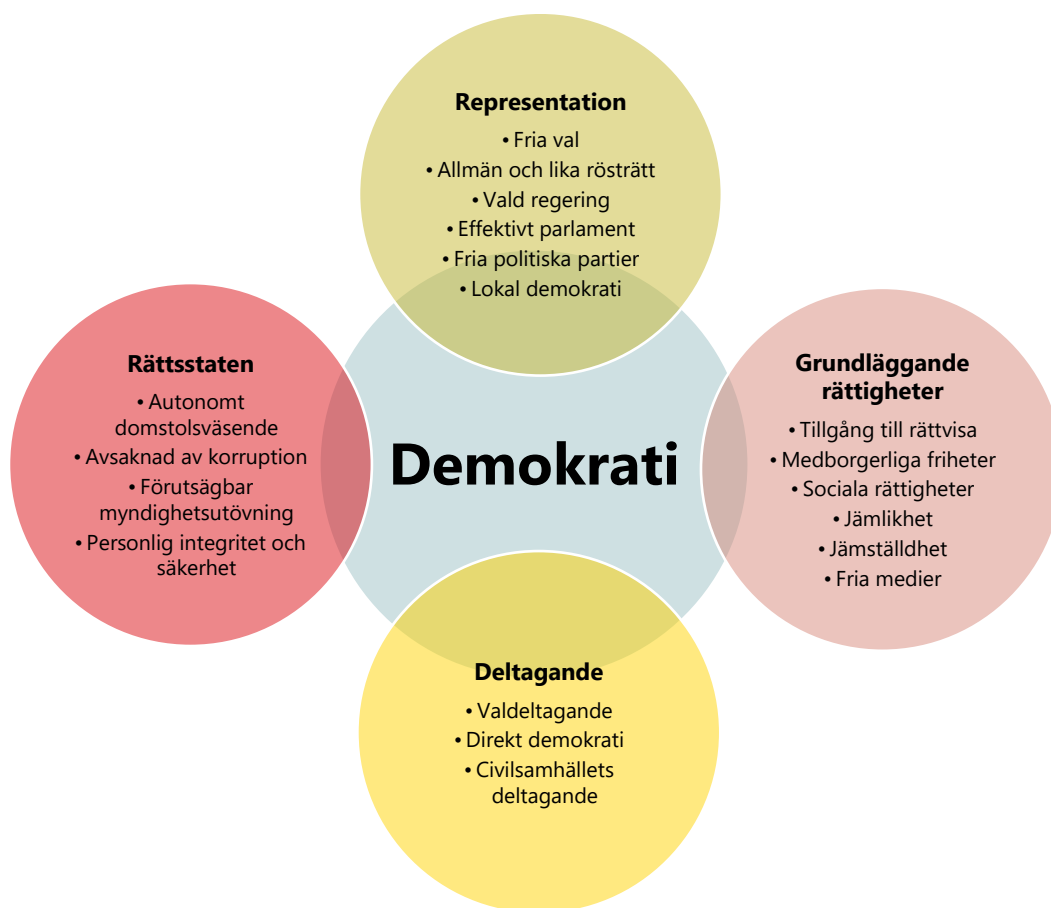 Representation
• Fria val
• Allmän och lika rösträtt
• Vald regering
• Effektivt parlament
• Fria politiska partier
• Lokal demokrati
Rättsstaten
• Autonomt
domstolsväsende
• Avsaknad av korruption
• Förutsägbar
myndighetsutövning
• Personlig integritet och
säkerhet
Demokrati
Grundläggande
rättigheter
• Tillgång till rättvisa
• Medborgerliga friheter
• Sociala rättigheter
• Jämlikhet
• Jämställdhet
• Fria medier
Deltagande
• Valdeltagande
• Direkt demokrati
• Civilsamhällets
deltagande